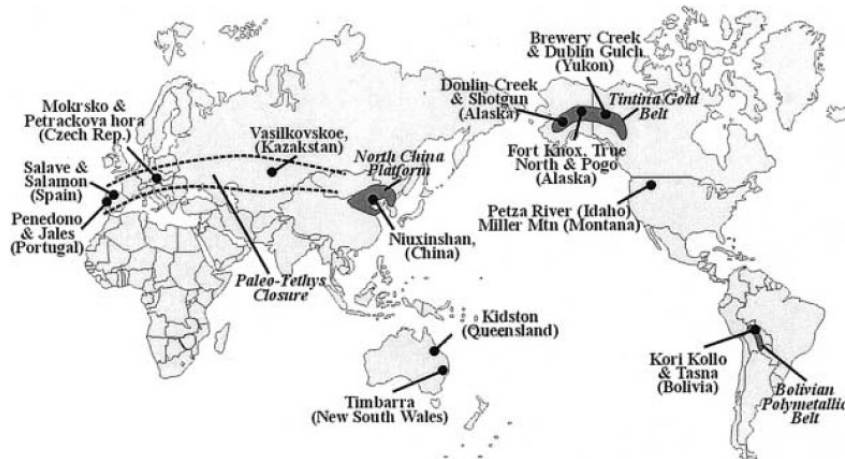 Brewery Creek
& Dublin Gulch
(Yukon)
Donlin Creek
& Shotgun
(Alaska)
Tintina Gold
Belt
Mokrsko &
Petrackova hora
(Czech Rep.)
Vasilkovskoe,
(Kazakstan)
North China
Platform
Fort Knox, True
North & Pogo
(Alaska)
Salave &
Salamon
(Spain)
Penedono
& Jales
(Portugal)
Petza River (Idaho)
Miller Mtn (Montana)
Niuxinshan,
(China)
Paleo-Tethys
Closure
Kidston
(Queensland)
Kori Kollo
& Tasna
(Bolivia)
Timbarra
(New South Wales)
Bolivian
Polymetallic
Belt